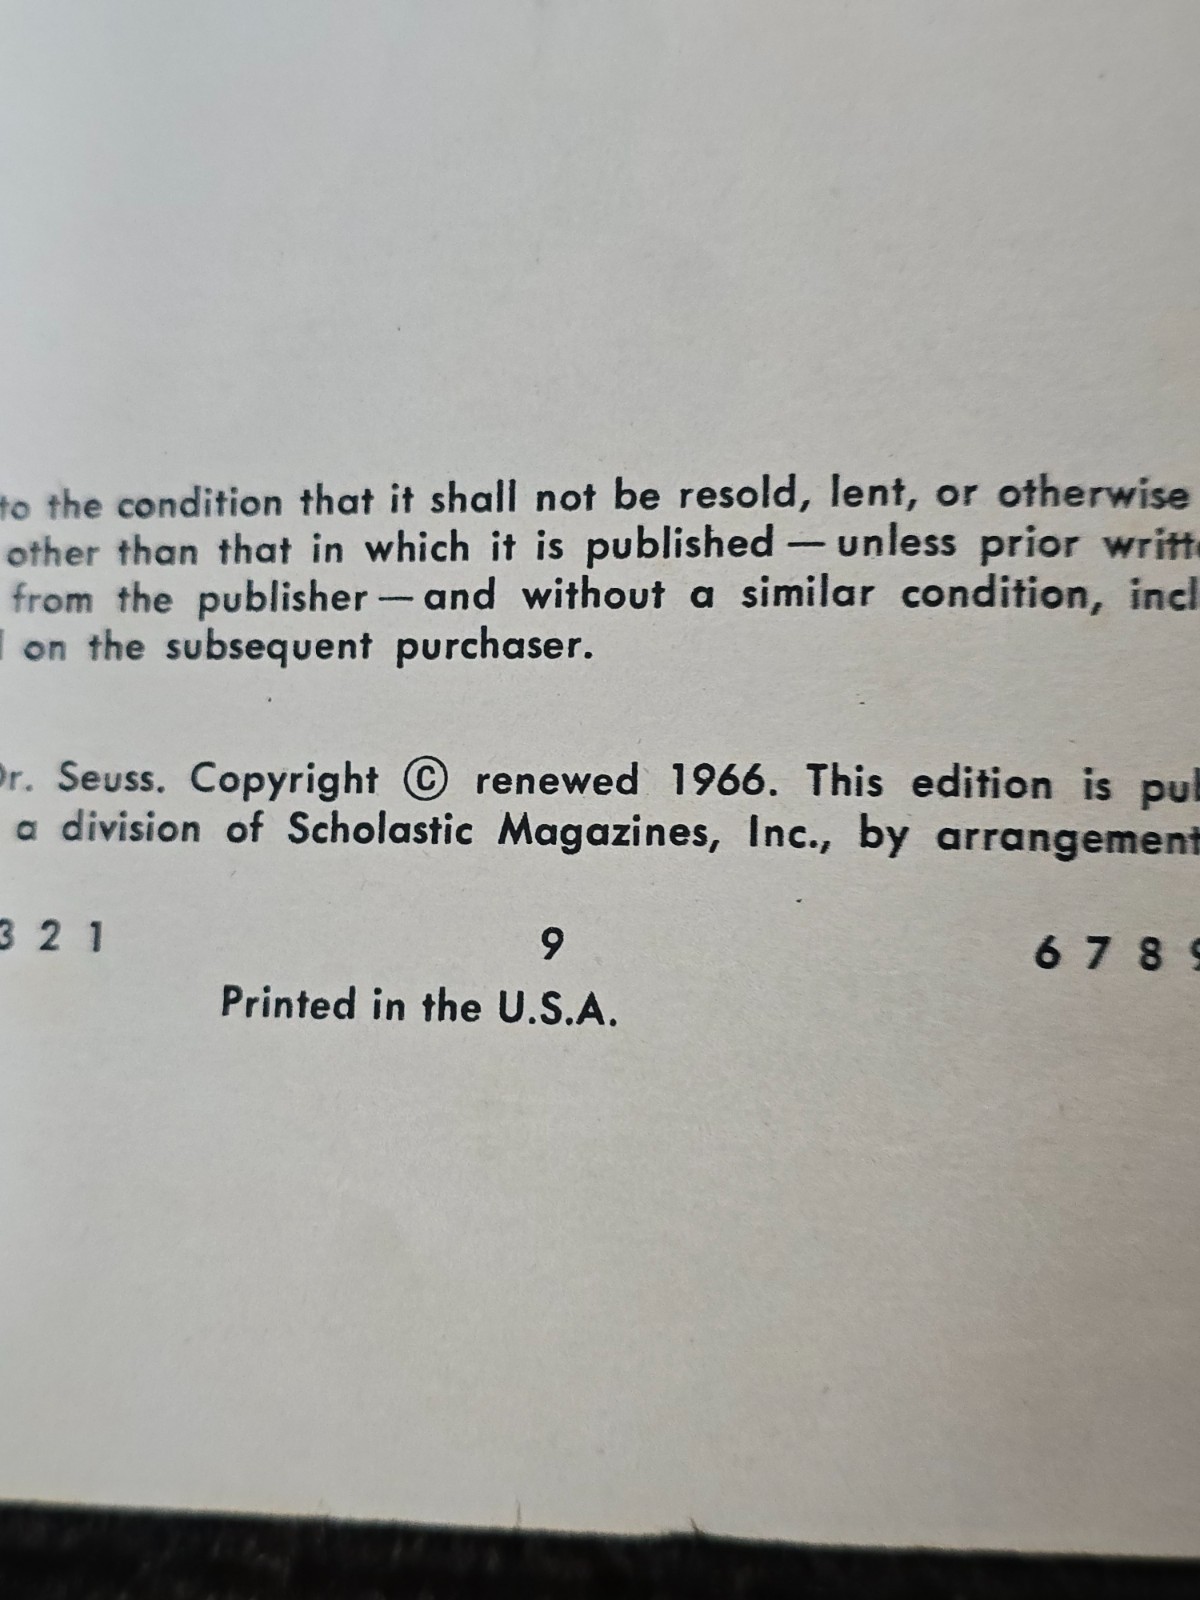 to the condition that it shall not be resold, lent, or otherwise
other than that in which it is published — unless prior
from the publisher — and without a similar condition,
on the subsequent purchaser.
Dr. Seuss. Copyright © renewed 1966. This edition is
a division of Scholastic Magazines, Inc., by arrangement
3 2 1 9 6 7 8 9
Printed in the U.S.A.